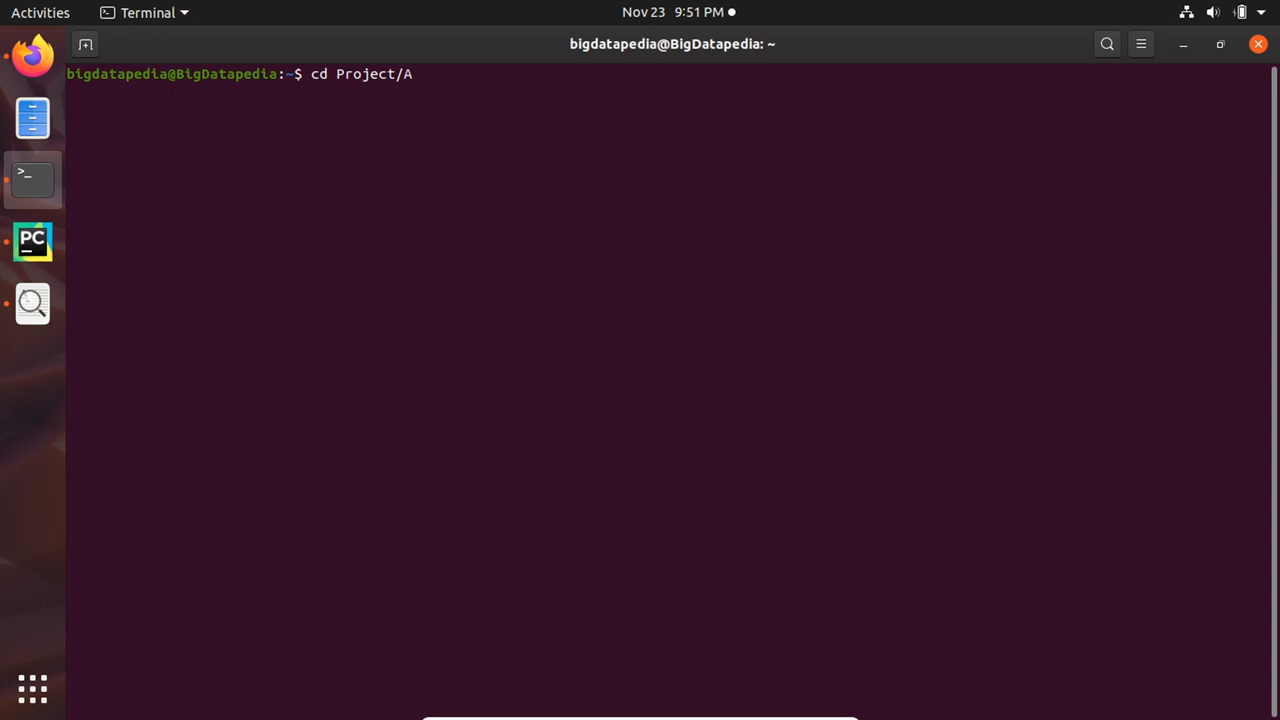 Activities Terminal Nov 23 9:51 PM
bigdatapedia@BigDatapedia: ~
bigdatapedia@BigDatapedia:~$ cd Project/A
>_
PC